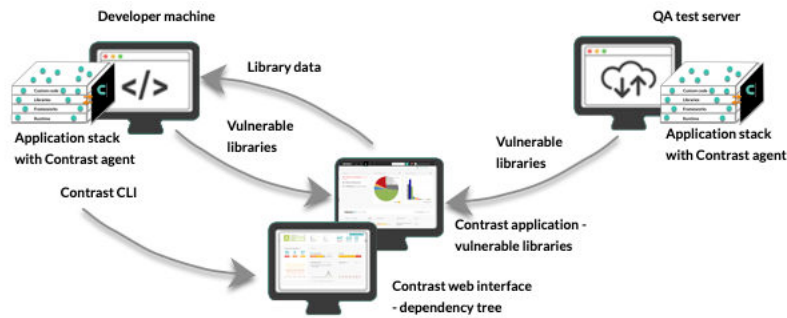 Developer machine
QA test server
Library data
</>
Custom code
Libraries
Frameworks
Runtime
C
Custom code
Libraries
Frameworks
Runtime
C
Application stack
with Contrast agent
Vulnerable
libraries
Vulnerable
libraries
Application stack
with Contrast agent
Contrast CLI
Contrast application -
vulnerable libraries
Contrast web interface
- dependency tree